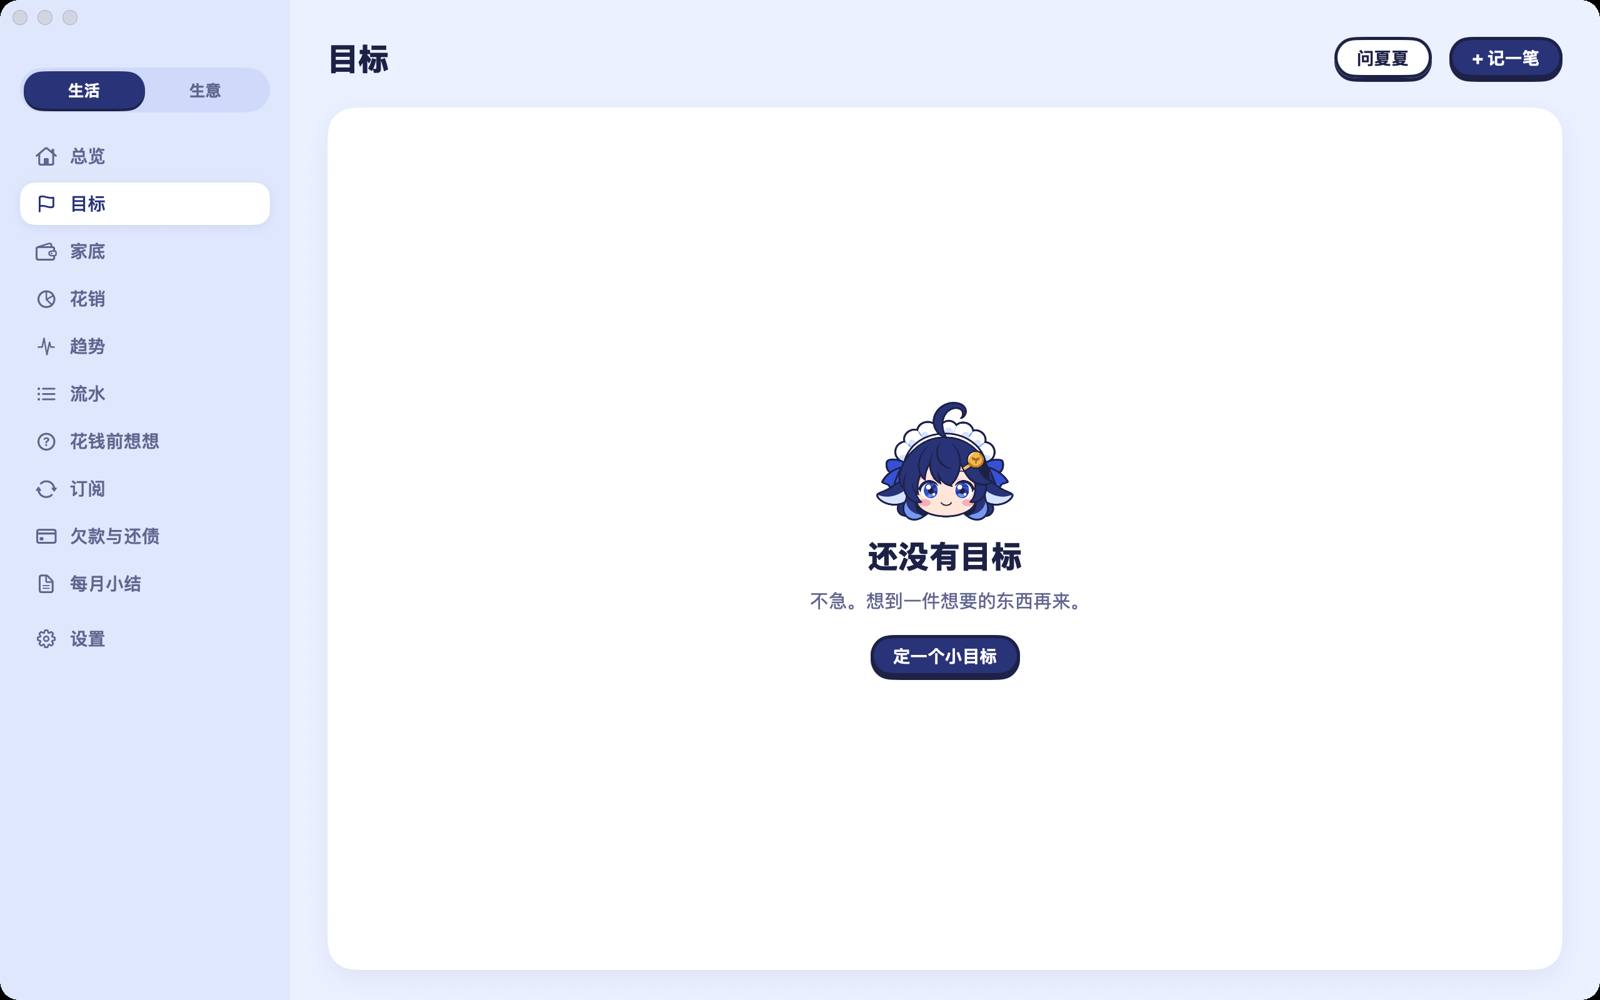 生活
生意
总览
目标
家底
花销
趋势
流水
花钱前想想
订阅
欠款与还债
每月小结
设置
目标
问夏夏
+ 记一笔
还没有目标
不急。想到一件想要的东西再来。
定一个小目标